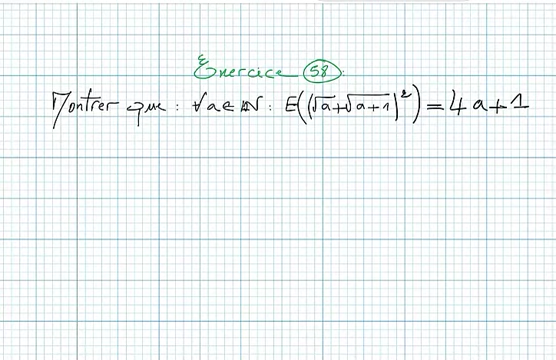 Exercice 58:
Montrer que : ∀a∈ℕ : E((√a+√a+1)²) = 4a+1